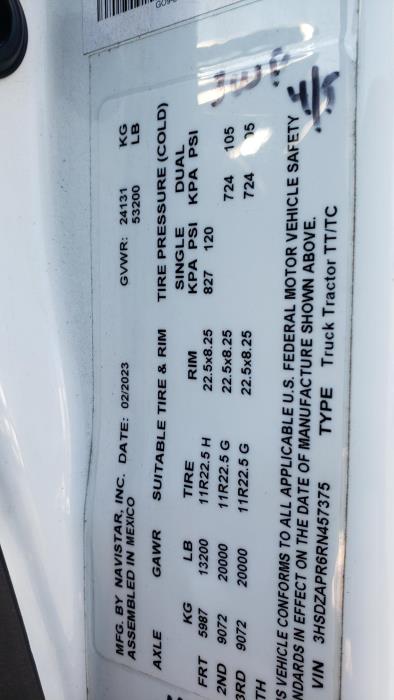 MFG. BY NAVISTAR, INC. DATE: 02/2023 GVWR: 24131 KG
ASSEMBLED IN MEXICO 53200 LB
AXLE GAWR SUITABLE TIRE & RIM TIRE PRESSURE (COLD)
SINGLE DUAL
KG LB TIRE RIM KPA PSI KPA PSI
FRT 5987 13200 11R22.5 H 22.5x8.25 827 120
2ND 9072 20000 11R22.5 G 22.5x8.25 724 105
3RD 9072 20000 11R22.5 G 22.5x8.25 724 105
TH
IS VEHICLE CONFORMS TO ALL APPLICABLE U.S. FEDERAL MOTOR VEHICLE SAFETY
NDARDS IN EFFECT ON THE DATE OF MANUFACTURE SHOWN ABOVE.
VIN 3HSDZAPR6RN457375 TYPE Truck Tractor TT/TC